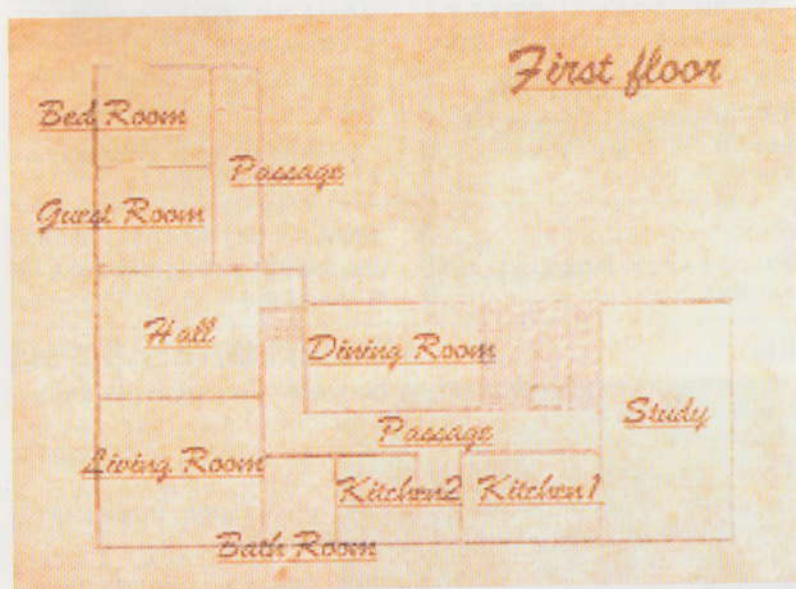 First floor
Bed Room
Passage
Guest Room
Hall
Dining Room
Study
Passage
Living Room
Kitchen2
Kitchen1
Bath Room